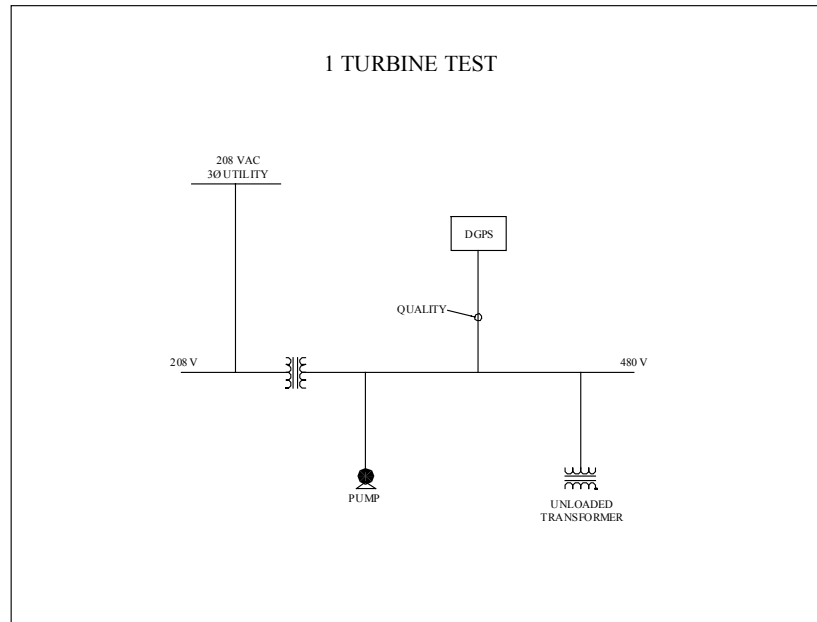 1 TURBINE TEST
208 VAC
3Ø UTILITY
DGPS
QUALITY
208 V
480 V
PUMP
UNLOADED
TRANSFORMER